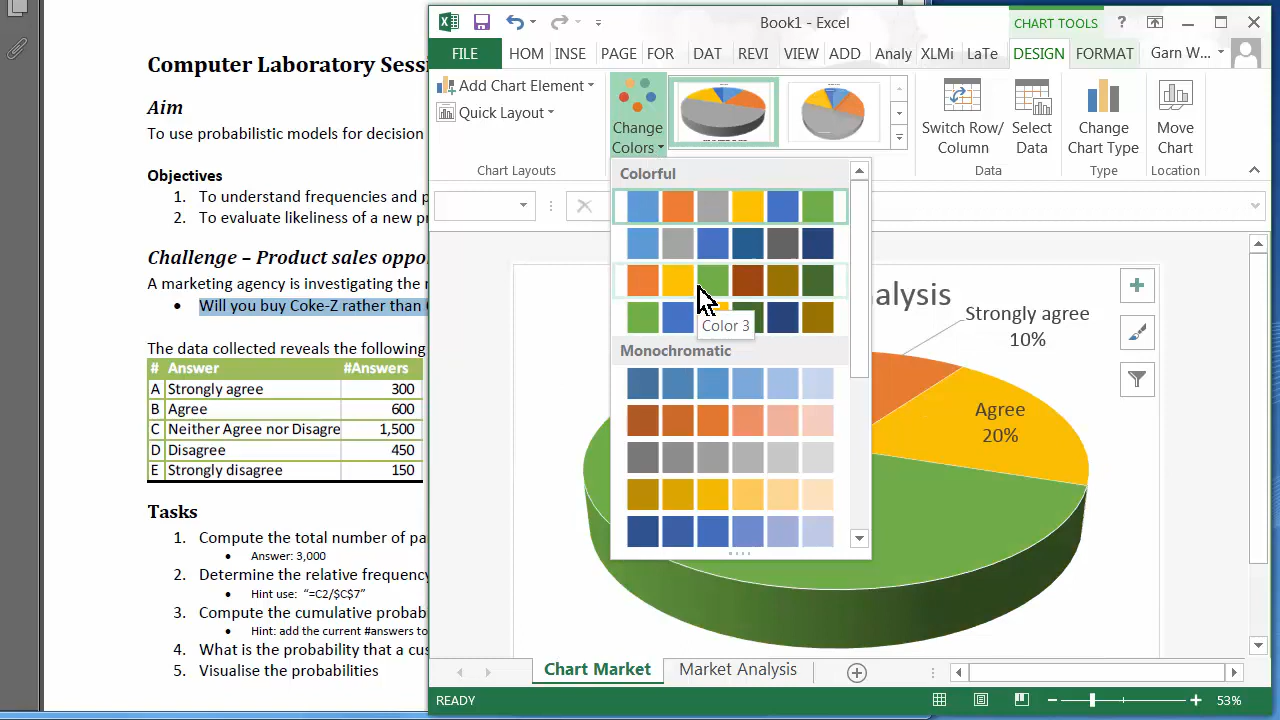 Computer Laboratory Sess
Aim
To use probabilistic models for decision
Objectives
1. To understand frequencies and p
2. To evaluate likeliness of a new pr
Challenge – Product sales oppo
A marketing agency is investigating the r
• Will you buy Coke-Z rather than
The data collected reveals the following
# Answer #Answers
A Strongly agree 300
B Agree 600
C Neither Agree nor Disagre 1,500
D Disagree 450
E Strongly disagree 150
Tasks
1. Compute the total number of pa
• Answer: 3,000
2. Determine the relative frequency
• Hint use: “=C2/$C$7”
3. Compute the cumulative probab
• Hint: add the current #answers to
4. What is the probability that a cus
5. Visualise the probabilities
Book1 - Excel
CHART TOOLS
?
FILE HOM INSE PAGE FOR DAT REVI VIEW ADD Analy XLMi LaTe DESIGN FORMAT Garn W...
Add Chart Element
Quick Layout
Chart Layouts
Change
Colors
Switch Row/
Column
Select
Data
Data
Change
Chart Type
Type
Move
Chart
Location
Colorful
Color 3
Monochromatic
alysis
Strongly agree
10%
Agree
20%
Chart Market Market Analysis
READY
53%